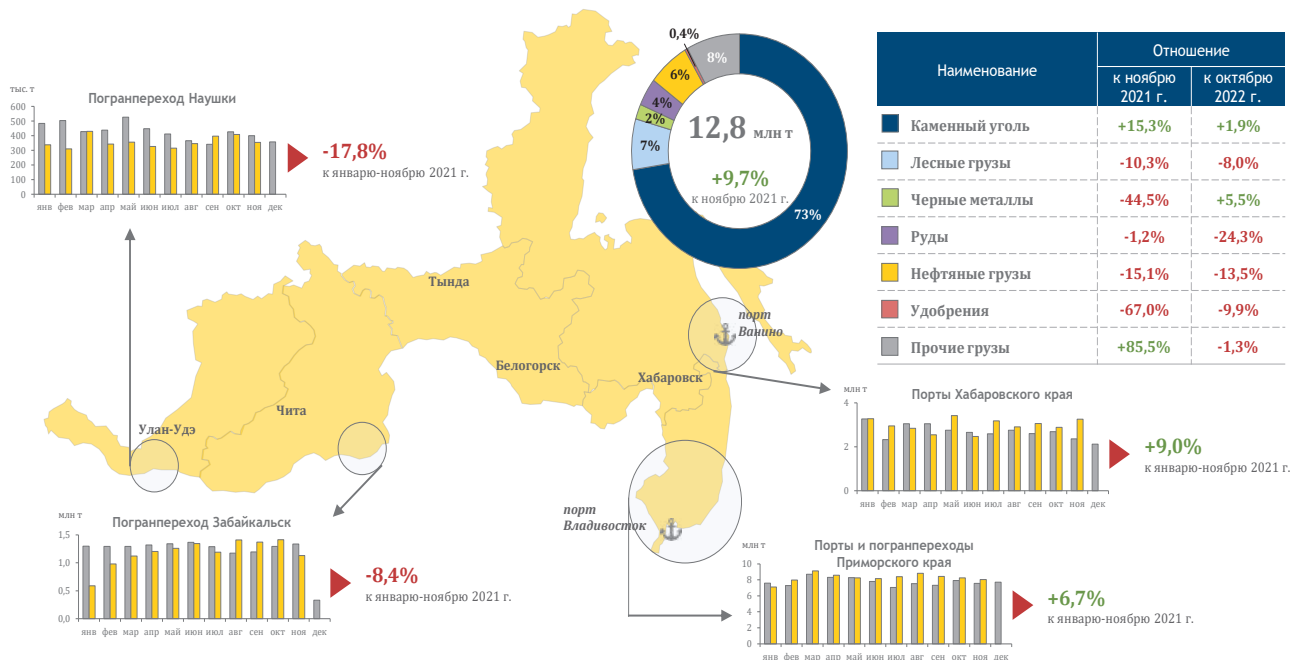 0,4%
8%
6%
4%
2%
7%
73%
12,8 млн т
+9,7%
к ноябрю 2021 г.
Наименование
Отношение
к ноябрю
2021 г.
к октябрю
2022 г.
Каменный уголь +15,3% +1,9%
Лесные грузы -10,3% -8,0%
Черные металлы -44,5% +5,5%
Руды -1,2% -24,3%
Нефтяные грузы -15,1% -13,5%
Удобрения -67,0% -9,9%
Прочие грузы +85,5% -1,3%
тыс. т
Погранпереход Наушки
600
500
400
300
200
100
0
янв фев мар апр май июн июл авг сен окт ноя дек
-17,8%
к январю-ноябрю 2021 г.
Тында
порт
Ванино
Белогорск
Хабаровск
Чита
Улан-Удэ
порт
Владивосток
млн т
Порты Хабаровского края
4
2
0
янв фев мар апр май июн июл авг сен окт ноя дек
+9,0%
к январю-ноябрю 2021 г.
млн т
Погранпереход Забайкальск
1,5
1,0
0,5
0,0
янв фев мар апр май июн июл авг сен окт ноя дек
-8,4%
к январю-ноябрю 2021 г.
млн т
Порты и погранпереходы
Приморского края
10
8
6
4
2
0
янв фев мар апр май июн июл авг сен окт ноя дек
+6,7%
к январю-ноябрю 2021 г.